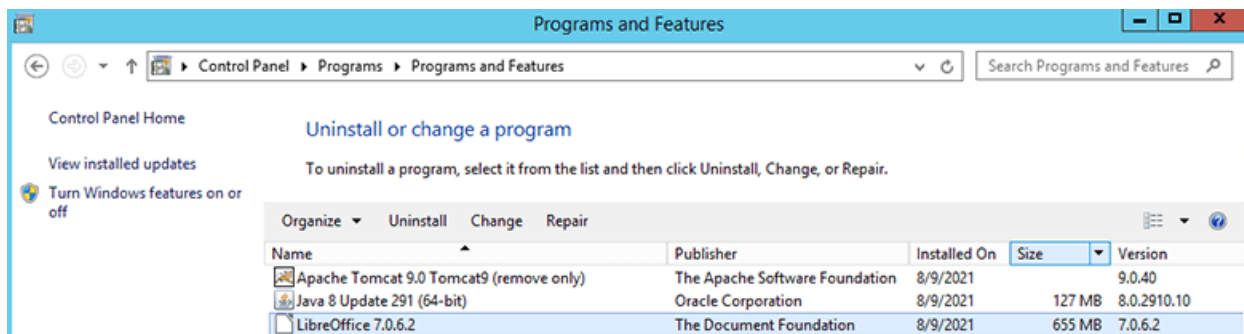 Programs and Features
Control Panel Programs Programs and Features Search Programs and Features
Control Panel Home
View installed updates
Turn Windows features on or
off
Uninstall or change a program
To uninstall a program, select it from the list and then click Uninstall, Change, or Repair.
Organize Uninstall Change Repair
Name Publisher Installed On Size Version
Apache Tomcat 9.0 Tomcat9 (remove only) The Apache Software Foundation 8/9/2021 9.0.40
Java 8 Update 291 (64-bit) Oracle Corporation 8/9/2021 127 MB 8.0.2910.10
LibreOffice 7.0.6.2 The Document Foundation 8/9/2021 655 MB 7.0.6.2